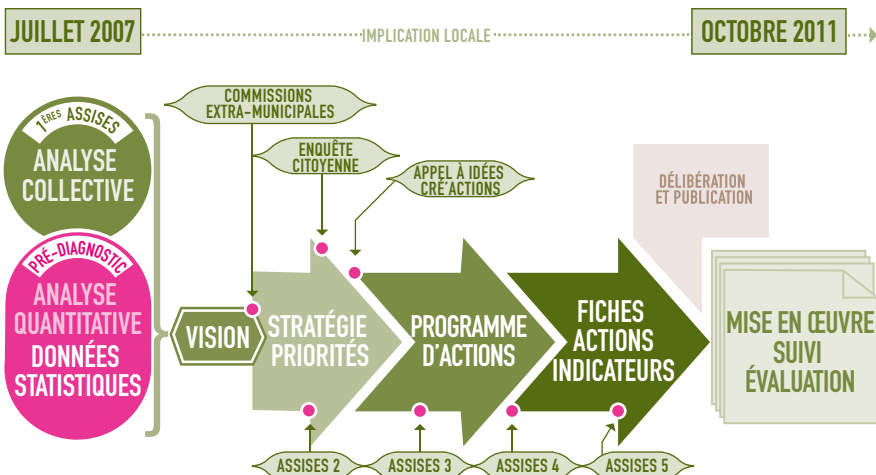 JUILLET 2007
IMPLICATION LOCALE
OCTOBRE 2011
COMMISSIONS
EXTRA-MUNICIPALES
ENQUÊTE
CITOYENNE
APPEL À IDÉES
CRÉ'ACTIONS
1ÈRES ASSISES
ANALYSE
COLLECTIVE
PRÉ-DIAGNOSTIC
ANALYSE
QUANTITATIVE
DONNÉES
STATISTIQUES
VISION
STRATÉGIE
PRIORITÉS
PROGRAMME
D'ACTIONS
FICHES
ACTIONS
INDICATEURS
DÉLIBÉRATION
ET PUBLICATION
MISE EN ŒUVRE
SUIVI
ÉVALUATION
ASSISES 2
ASSISES 3
ASSISES 4
ASSISES 5